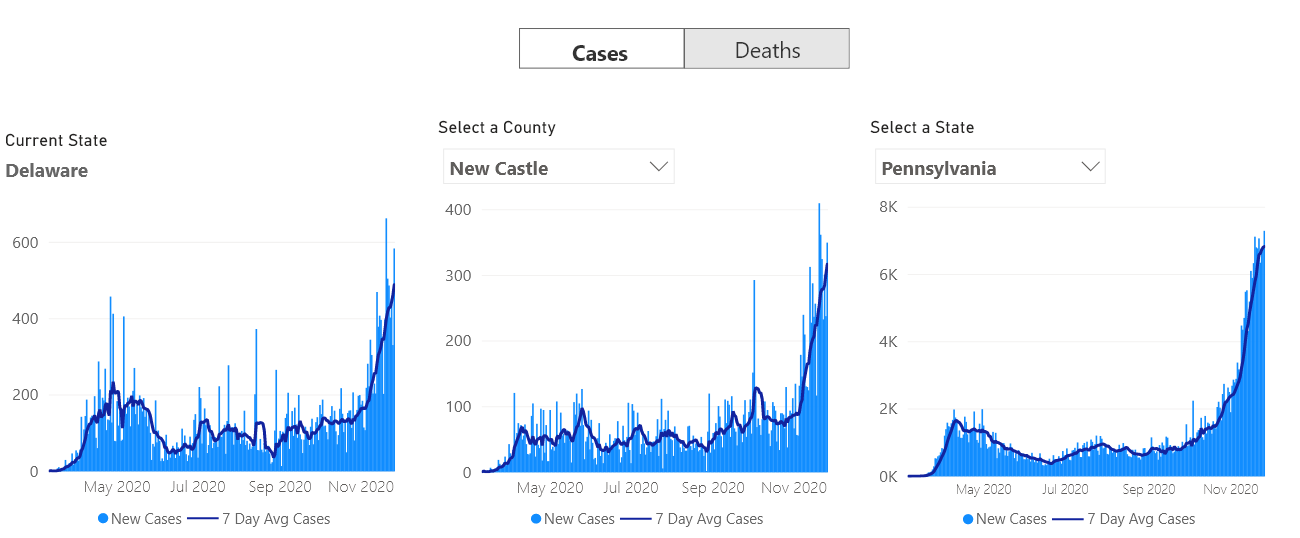 Cases
Deaths
Current State
Delaware
600
400
200
0
May 2020
Jul 2020
Sep 2020
Nov 2020
New Cases
7 Day Avg Cases
Select a County
New Castle
400
300
200
100
0
May 2020
Jul 2020
Sep 2020
Nov 2020
New Cases
7 Day Avg Cases
Select a State
Pennsylvania
8K
6K
4K
2K
0K
May 2020
Jul 2020
Sep 2020
Nov 2020
New Cases
7 Day Avg Cases